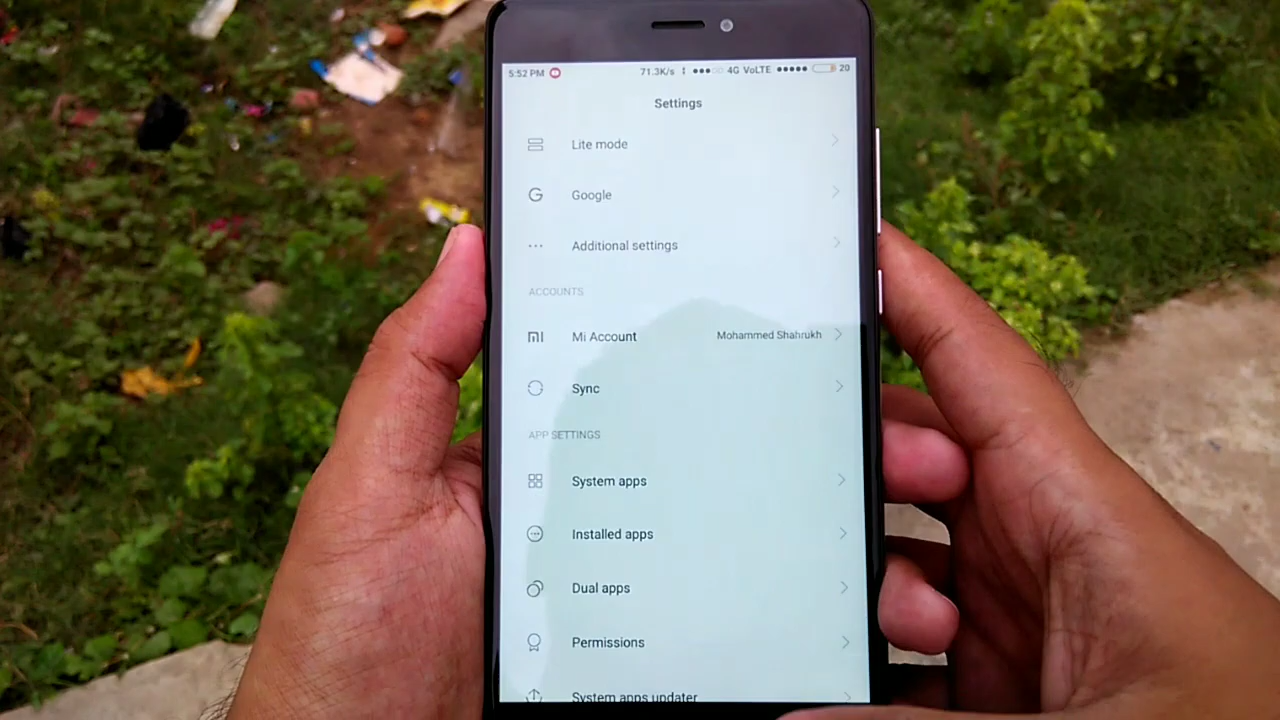 5:52 PM 71.3K/s 4G VoLTE 20
Settings
Lite mode
Google
Additional settings
ACCOUNTS
Mi Account Mohammed Shahrukh
Sync
APP SETTINGS
System apps
Installed apps
Dual apps
Permissions
System apps updater